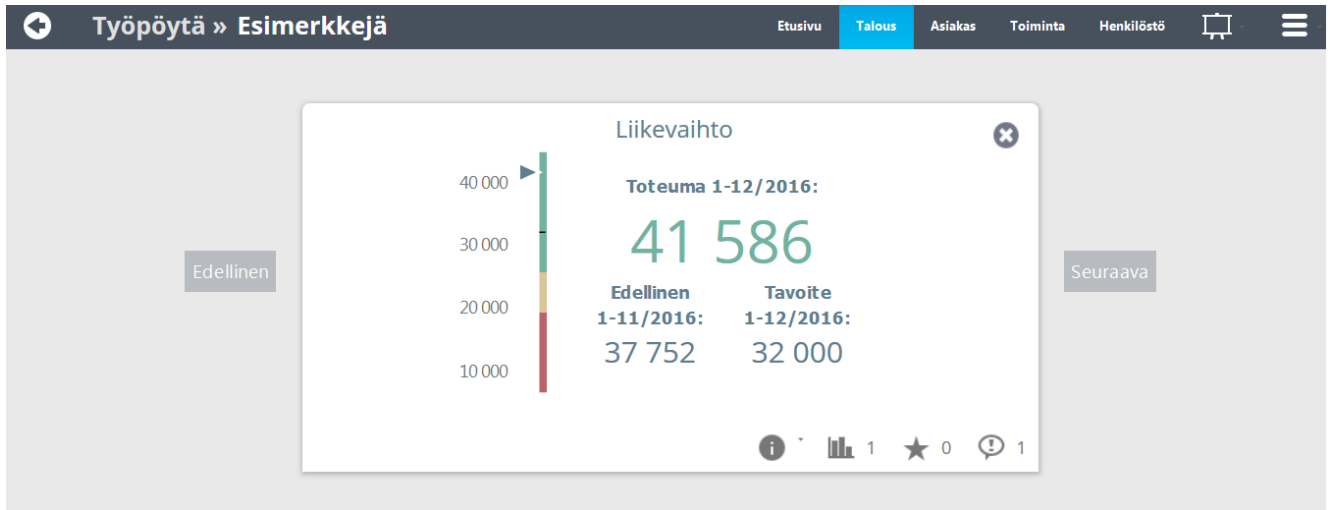 Työpöytä » Esimerkkejä
Etusivu Talous Asiakas Toiminta Henkilöstö
Liikevaihto
40 000
30 000
20 000
10 000
Toteuma 1-12/2016:
41 586
Edellinen
1-11/2016:
37 752
Tavoite
1-12/2016:
32 000
Edellinen
Seuraava
1
0
1